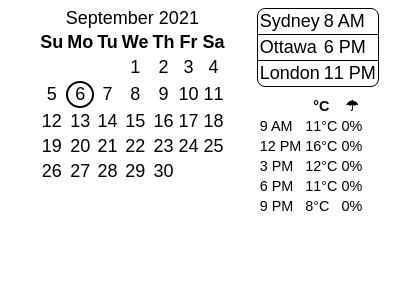 September 2021
Su Mo Tu We Th Fr Sa
1 2 3 4
5 6 7 8 9 10 11
12 13 14 15 16 17 18
19 20 21 22 23 24 25
26 27 28 29 30
Sydney 8 AM
Ottawa 6 PM
London 11 PM
°C ☂
9 AM 11°C 0%
12 PM 16°C 0%
3 PM 12°C 0%
6 PM 11°C 0%
9 PM 8°C 0%